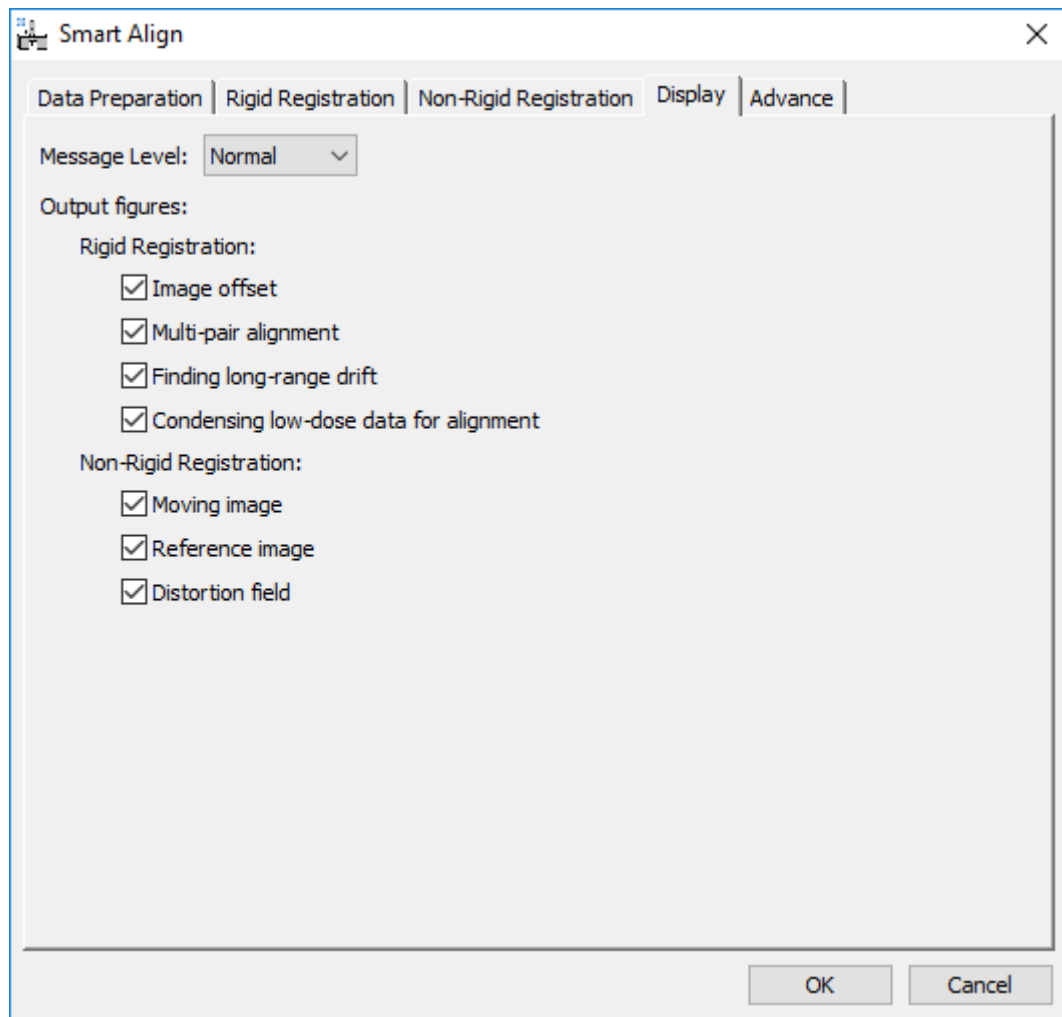 Smart Align
Data Preparation Rigid Registration Non-Rigid Registration Display Advance
Message Level: Normal
Output figures:
Rigid Registration:
Image offset
Multi-pair alignment
Finding long-range drift
Condensing low-dose data for alignment
Non-Rigid Registration:
Moving image
Reference image
Distortion field
OK Cancel